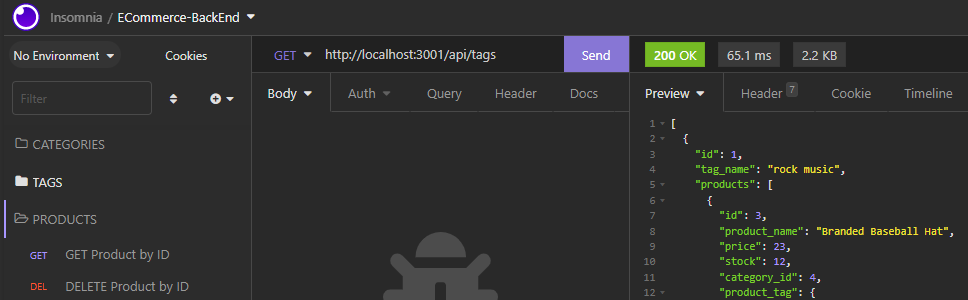 Insomnia / ECommerce-BackEnd
No Environment Cookies
GET http://localhost:3001/api/tags Send 200 OK 65.1 ms 2.2 KB
Filter
Body Auth Query Header Docs
Preview Header 7 Cookie Timeline
CATEGORIES
TAGS
PRODUCTS
GET GET Product by ID
DEL DELETE Product by ID
1 [
2 {
3 "id": 1,
4 "tag_name": "rock music",
5 "products": [
6 {
7 "id": 3,
8 "product_name": "Branded Baseball Hat",
9 "price": 23,
10 "stock": 12,
11 "category_id": 4,
12 "product_tag": {